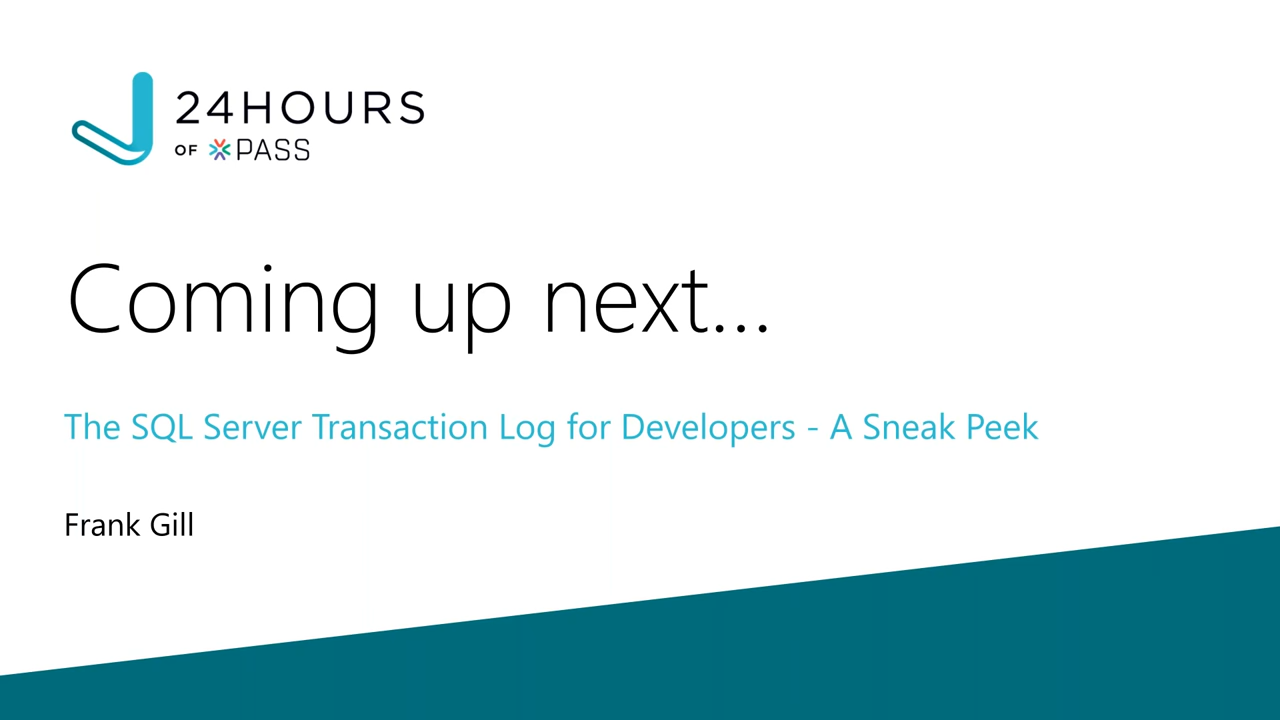 24HOURS
OF PASS
Coming up next...
The SQL Server Transaction Log for Developers - A Sneak Peek
Frank Gill